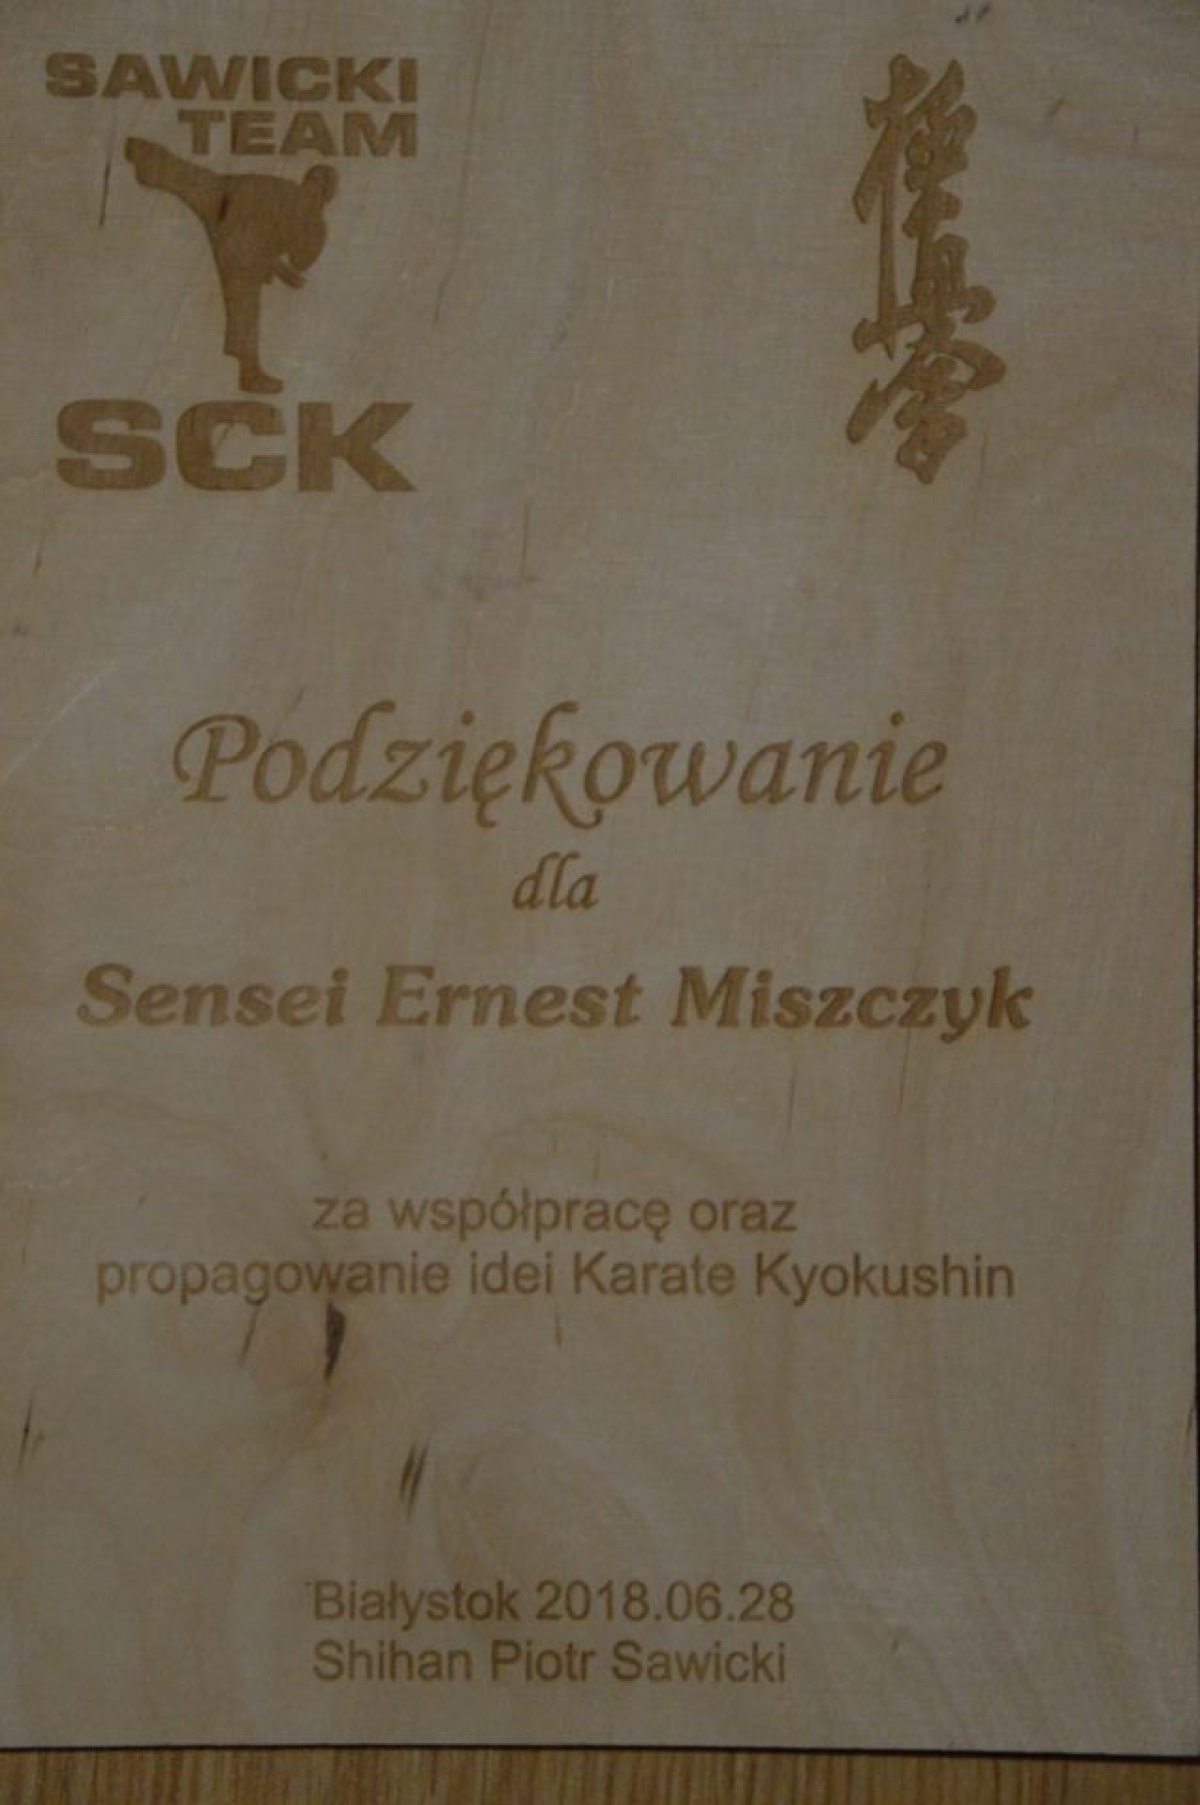 SAWICKI
TEAM
SCK
極真会
Podziękowanie
dla
Sensei Ernest Miszczyk
za współpracę oraz
propagowanie idei Karate Kyokushin
Białystok 2018.06.28
Shihan Piotr Sawicki